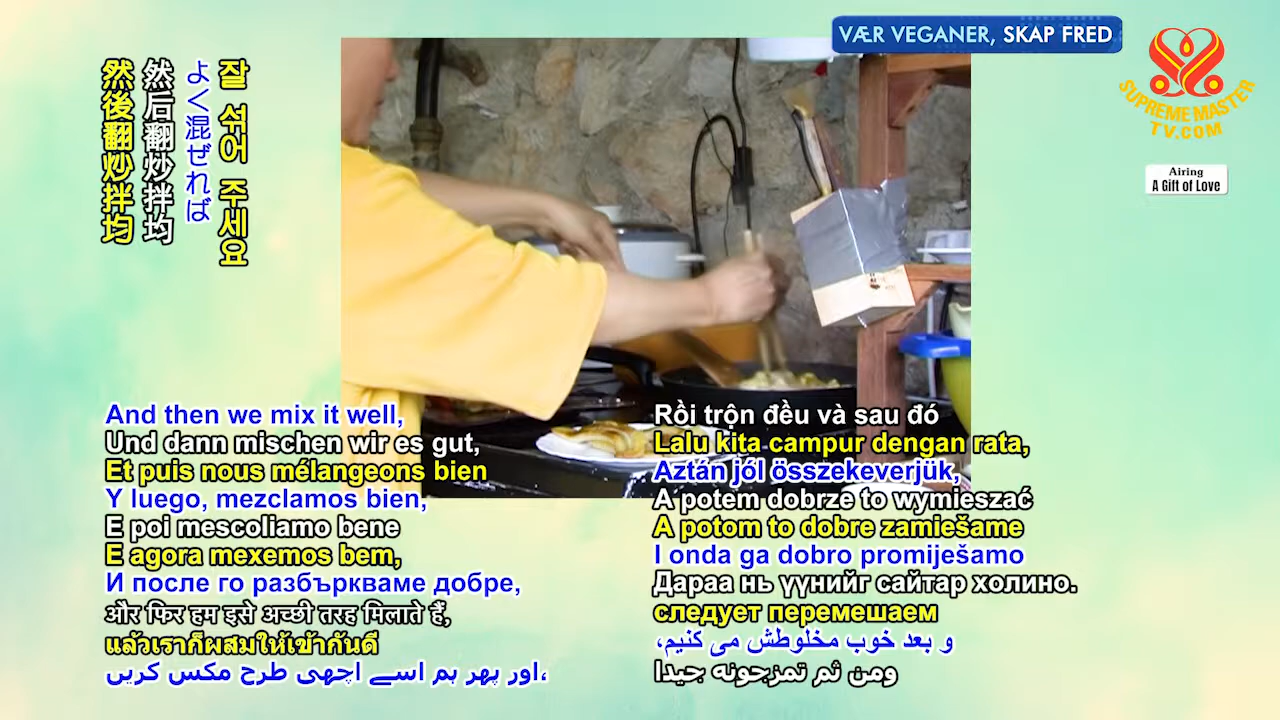 VÆR VEGANER, SKAP FRED
SUPREME MASTER
TV.COM
Airing
A Gift of Love
잘 섞어 주세요
よく混ぜれば
然后翻炒拌均
然後翻炒拌均
And then we mix it well,
Und dann mischen wir es gut,
Et puis nous mélangeons bien
Y luego, mezclamos bien,
E poi mescoliamo bene
E agora mexemos bem,
И после го разбъркваме добре,
और फिर हम इसे अच्छी तरह मिलाते हैं,
แล้วเราก็ผสมให้เข้ากันดี
اور پھر ہم اسے اچھی طرح مکس کریں،
Rồi trộn đều và sau đó
Lalu kita campur dengan rata,
Aztán jól összekeverjük,
A potem dobrze to wymieszać
A potom to dobre zamiešame
I onda ga dobro promiješamo
Дараа нь үүнийг сайтар холино.
следует перемешаем
و بعد خوب مخلوطش می کنیم،
ومن ثم تمزجونه جيدا